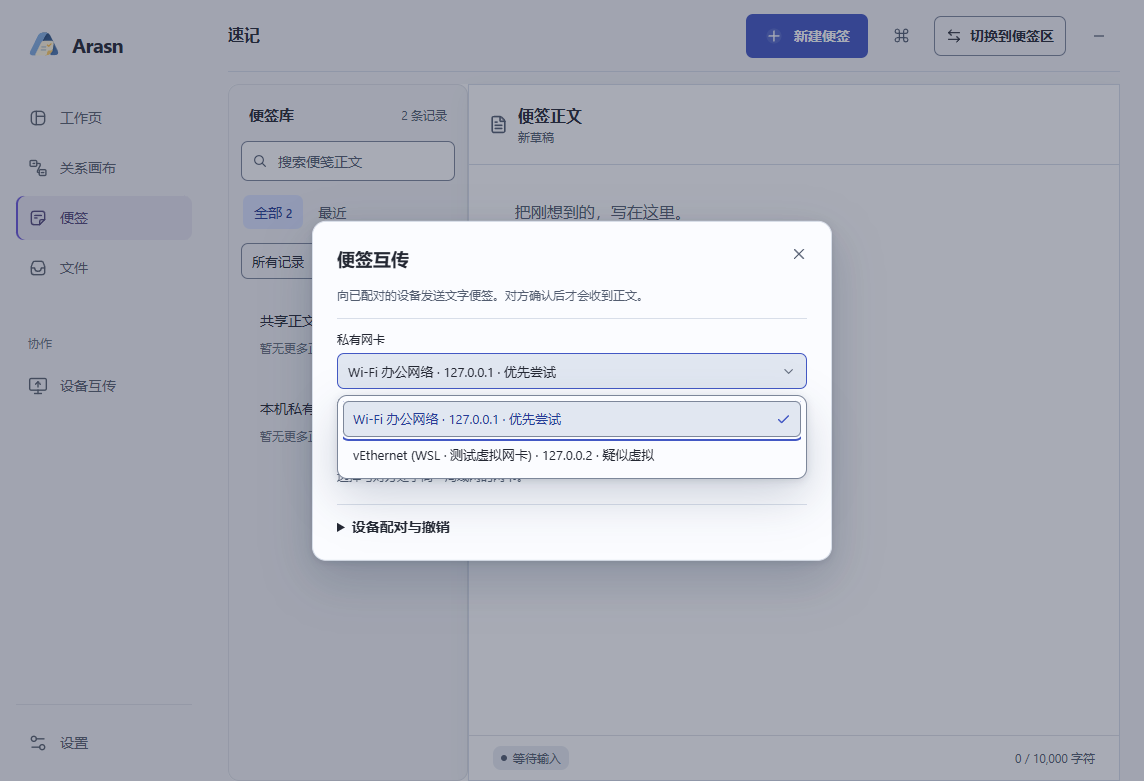 Arasn
工作页
关系画布
便签
文件
协作
设备互传
设置
速记
新建便签
切换到便签区
便签库
2 条记录
搜索便笺正文
全部 2
最近
所有记录
共享正文
暂无更多
本机私有
暂无更多
便签正文
新草稿
把刚想到的，写在这里。
等待输入
0 / 10,000 字符
便签互传
向已配对的设备发送文字便签。对方确认后才会收到正文。
私有网卡
Wi-Fi 办公网络 · 127.0.0.1 · 优先尝试
Wi-Fi 办公网络 · 127.0.0.1 · 优先尝试
vEthernet (WSL · 测试虚拟网卡) · 127.0.0.2 · 疑似虚拟
设备配对与撤销